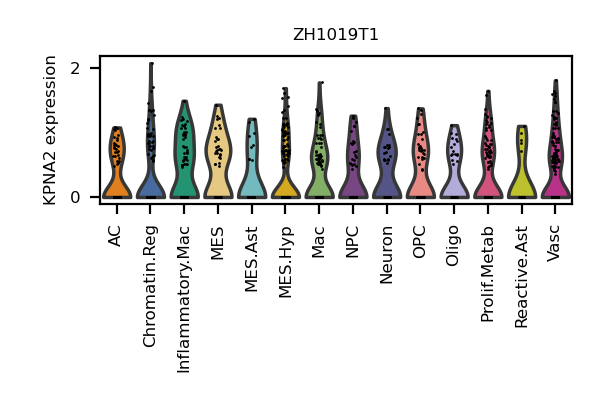 ZH1019T1
KPNA2 expression
2
0
AC
Chromatin.Reg
Inflammatory.Mac
MES
MES.Ast
MES.Hyp
Mac
NPC
Neuron
OPC
Oligo
Prolif.Metab
Reactive.Ast
Vasc